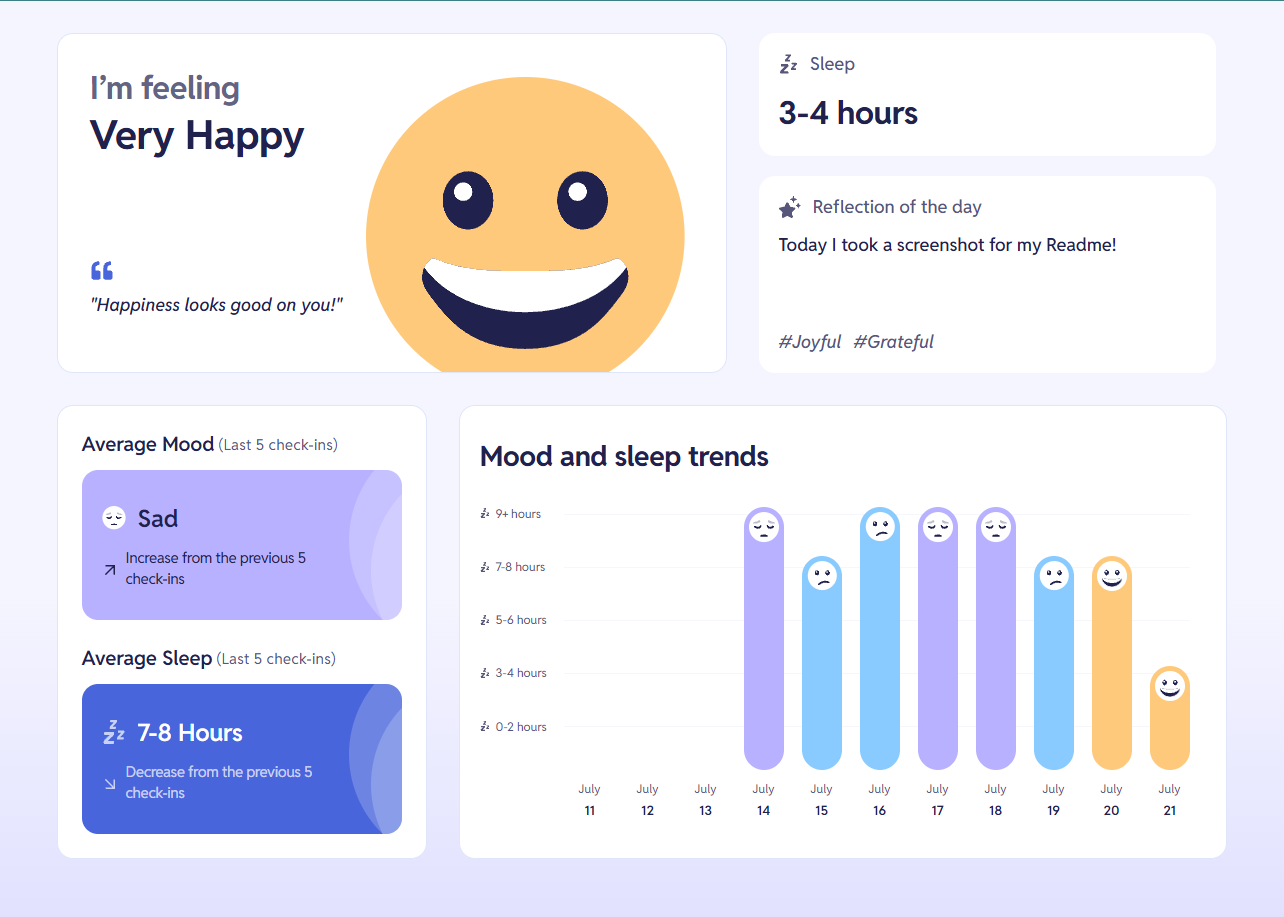 I’m feeling
Very Happy
"Happiness looks good on you!"
Sleep
3-4 hours
Reflection of the day
Today I took a screenshot for my Readme!
#Joyful #Grateful
Average Mood (Last 5 check-ins)
Sad
Increase from the previous 5
check-ins
Average Sleep (Last 5 check-ins)
7-8 Hours
Decrease from the previous 5
check-ins
Mood and sleep trends
9+ hours
7-8 hours
5-6 hours
3-4 hours
0-2 hours
July July July July July July July July July July July
11 12 13 14 15 16 17 18 19 20 21